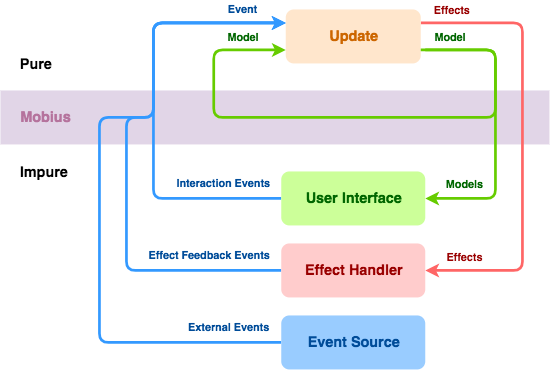 Event
Effects
Model
Update
Model
Pure
Mobius
Impure
Interaction Events
User Interface
Models
Effect Feedback Events
Effect Handler
Effects
External Events
Event Source